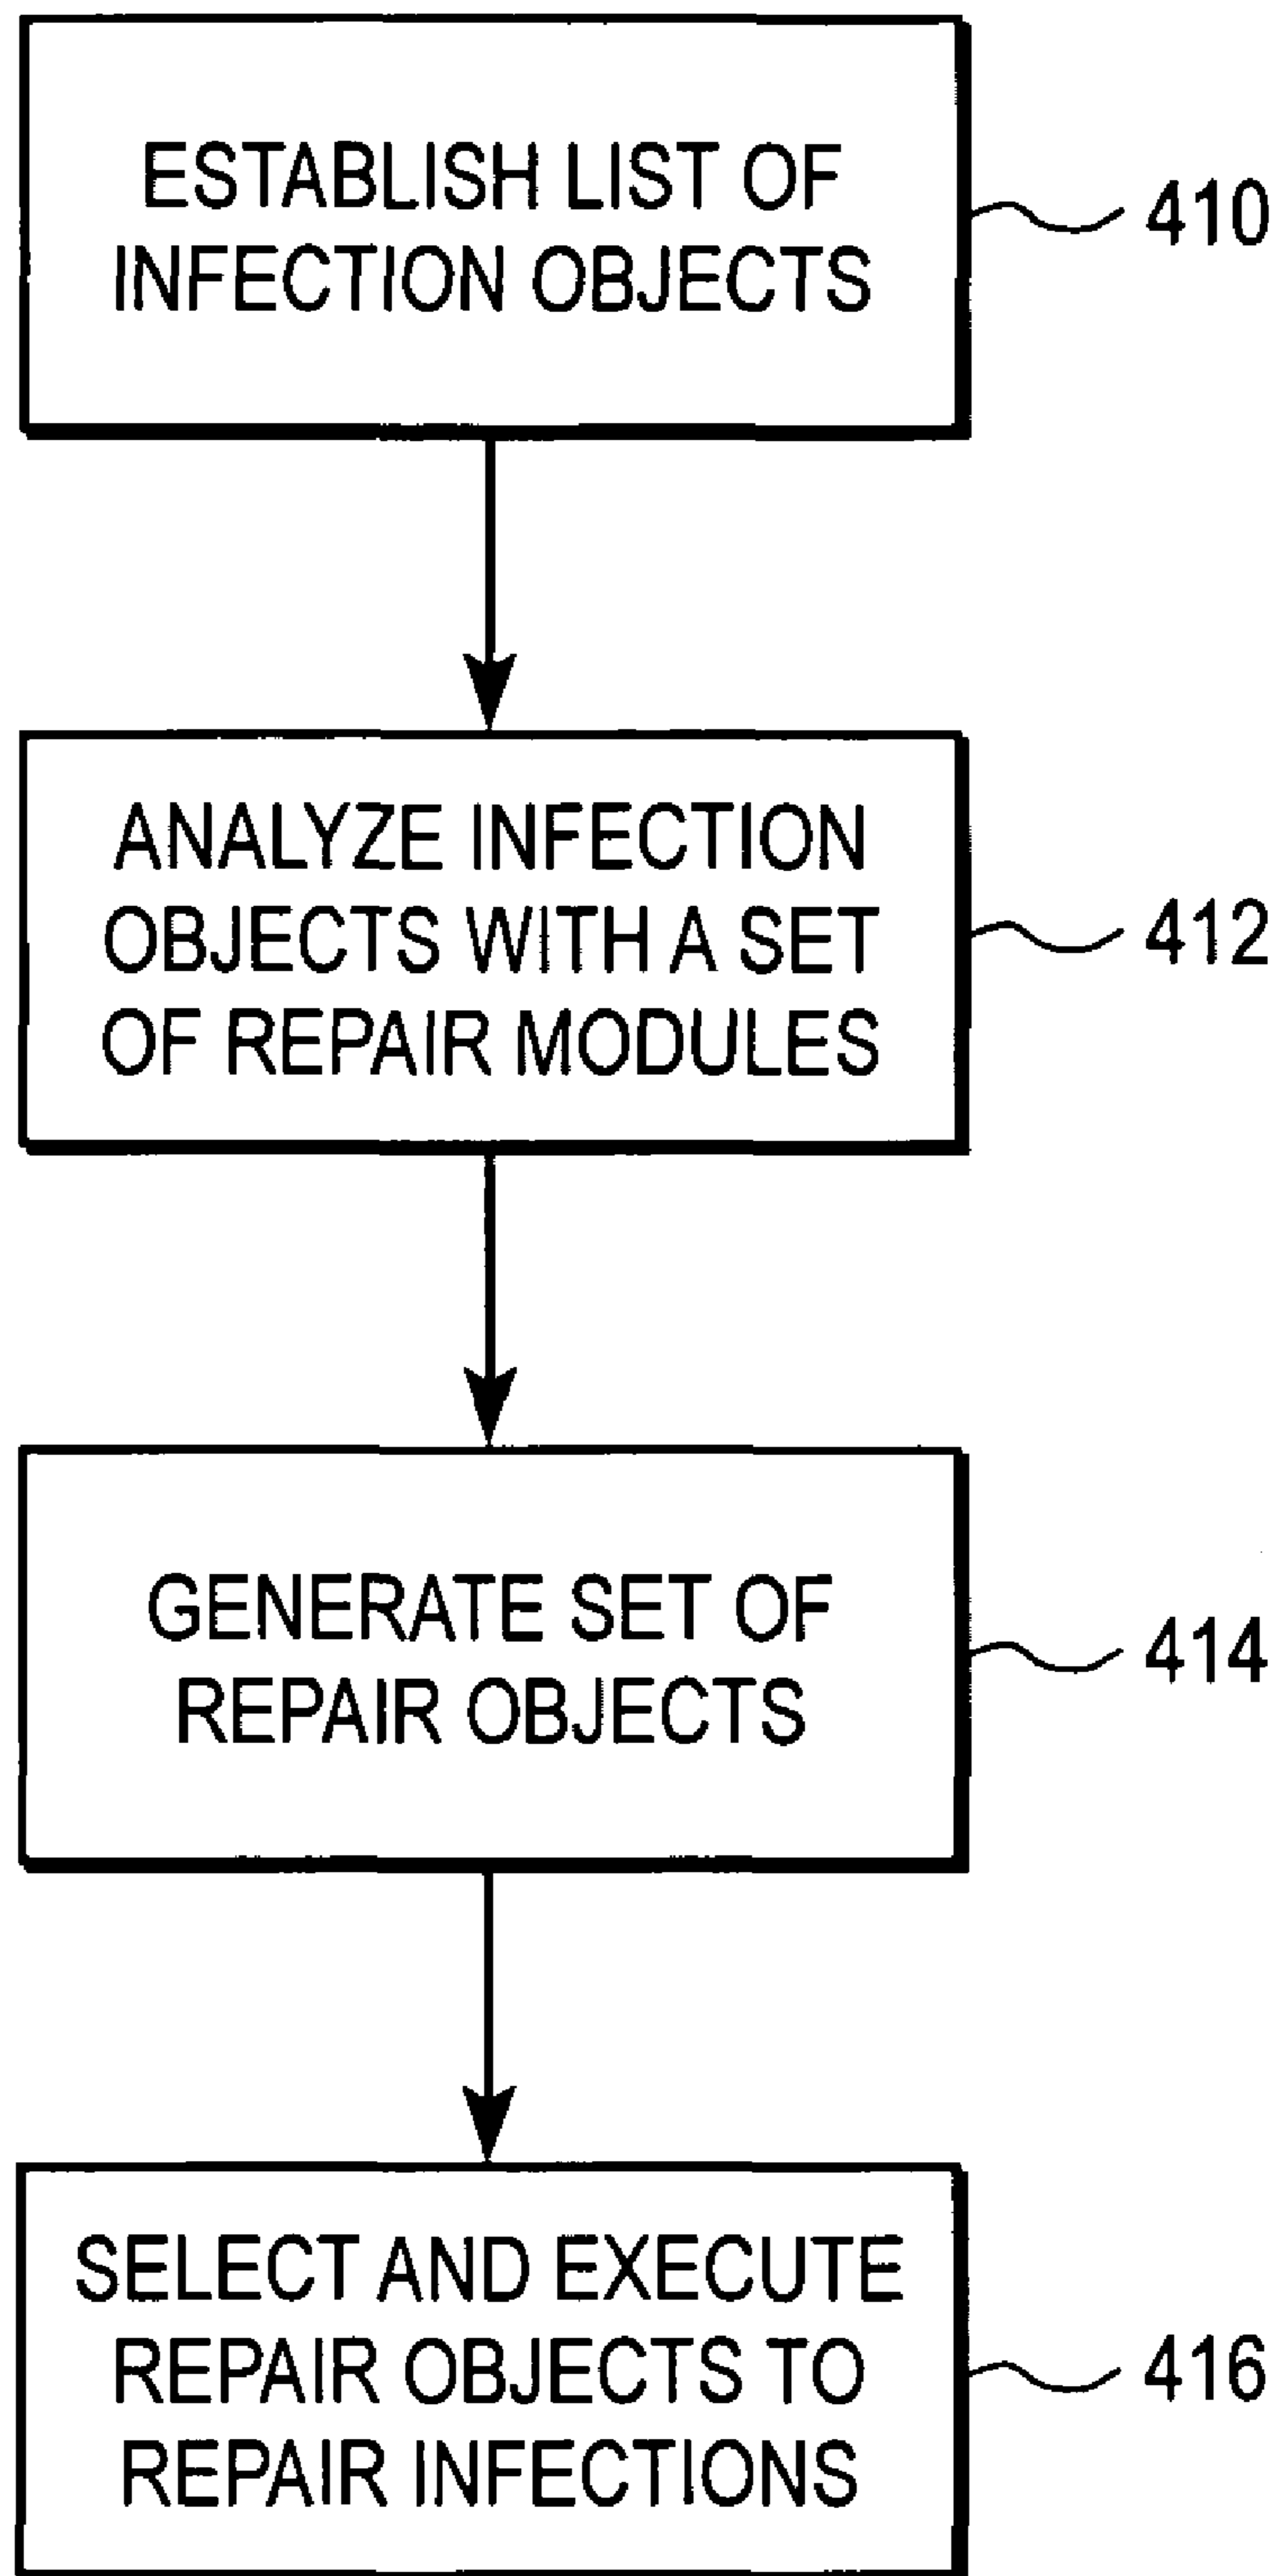 ESTABLISH LIST OF
INFECTION OBJECTS
410
ANALYZE INFECTION
OBJECTS WITH A SET
OF REPAIR MODULES
412
GENERATE SET OF
REPAIR OBJECTS
414
SELECT AND EXECUTE
REPAIR OBJECTS TO
REPAIR INFECTIONS
416